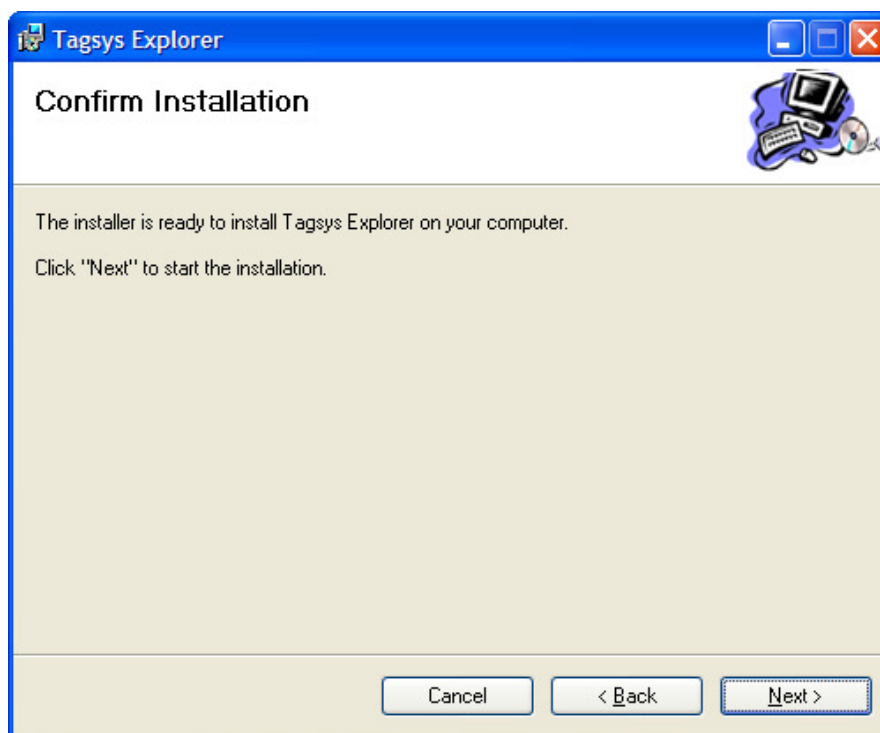 Tagsys Explorer
Confirm Installation
The installer is ready to install Tagsys Explorer on your computer.
Click "Next" to start the installation.
Cancel
< Back
Next >